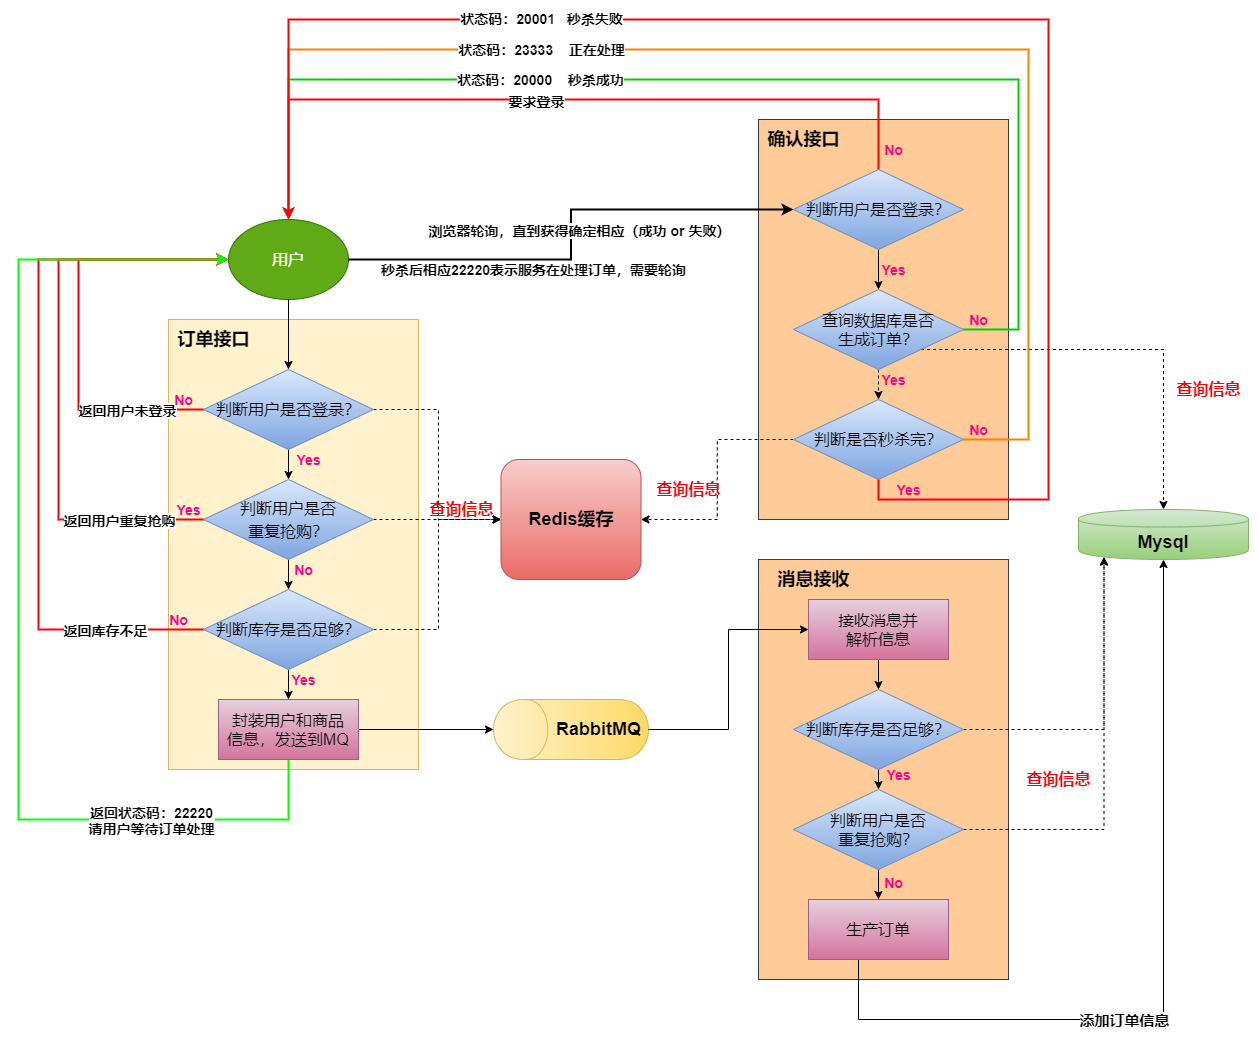 状态码：20001   秒杀失败
状态码：23333    正在处理
状态码：20000    秒杀成功
要求登录
确认接口
No
判断用户是否登录？
浏览器轮询，直到获得确定相应（成功 or 失败）
用户
秒杀后相应22220表示服务在处理订单，需要轮询
Yes
查询数据库是否
生成订单？
No
订单接口
Yes
查询信息
No
返回用户未登录
判断用户是否登录？
判断是否秒杀完？
No
Yes
查询信息
Yes
Yes
返回用户重复抢购
判断用户是否
重复抢购？
查询信息
Redis缓存
Mysql
No
消息接收
接收消息并
解析信息
No
返回库存不足
判断库存是否足够？
Yes
封装用户和商品
信息，发送到MQ
RabbitMQ
判断库存是否足够？
Yes
查询信息
返回状态码：22220
请用户等待订单处理
判断用户是否
重复抢购？
No
生产订单
添加订单信息